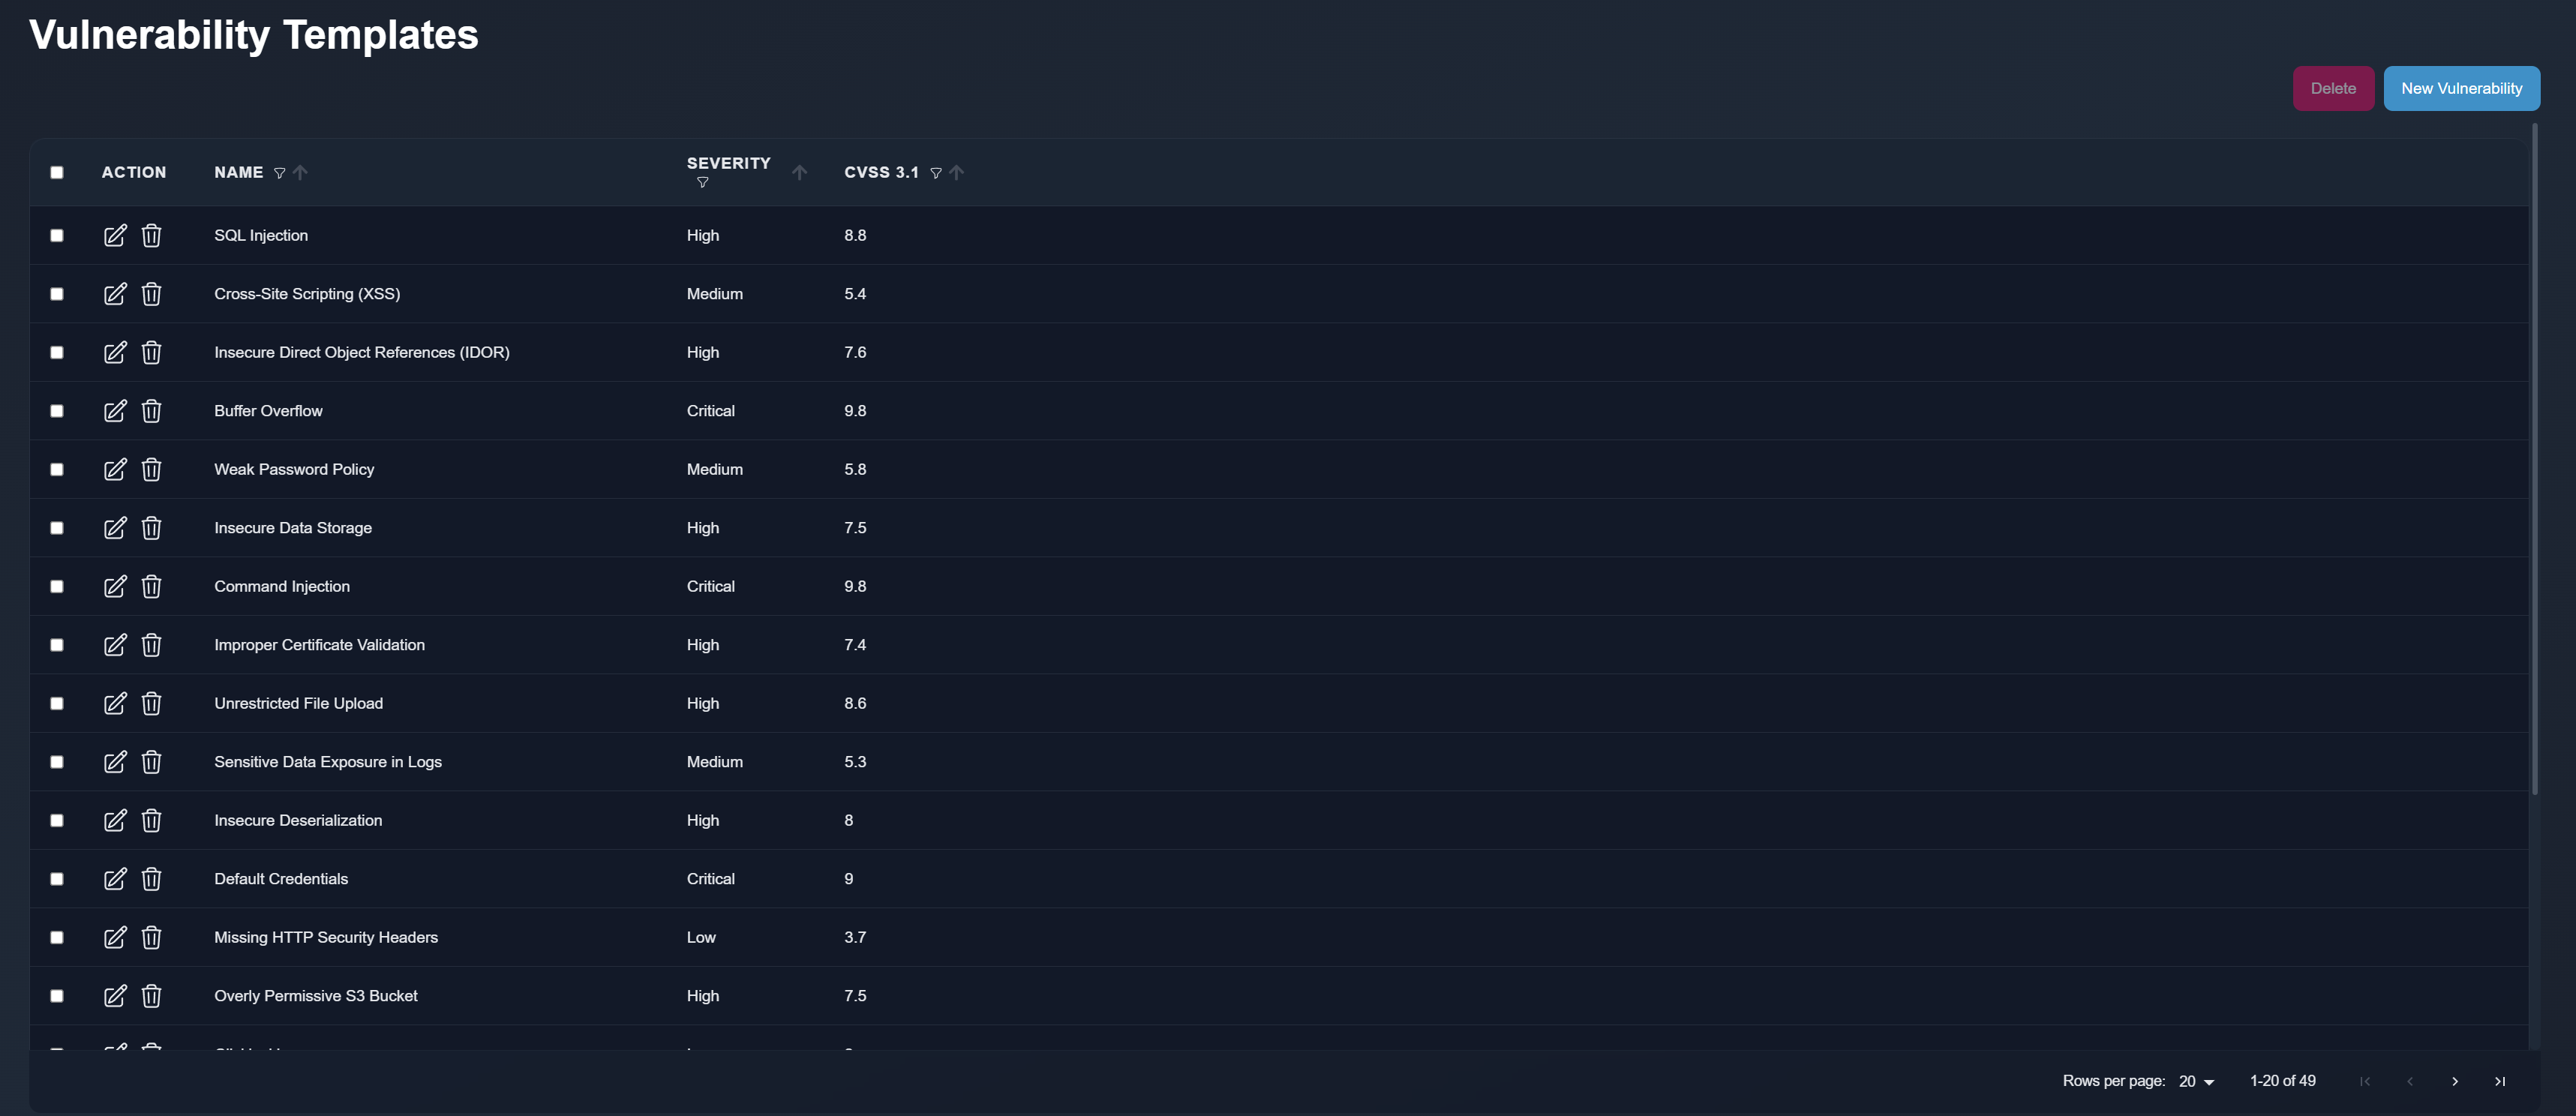 Vulnerability Templates
Delete New Vulnerability
ACTION NAME SEVERITY CVSS 3.1
SQL Injection High 8.8
Cross-Site Scripting (XSS) Medium 5.4
Insecure Direct Object References (IDOR) High 7.6
Buffer Overflow Critical 9.8
Weak Password Policy Medium 5.8
Insecure Data Storage High 7.5
Command Injection Critical 9.8
Improper Certificate Validation High 7.4
Unrestricted File Upload High 8.6
Sensitive Data Exposure in Logs Medium 5.3
Insecure Deserialization High 8
Default Credentials Critical 9
Missing HTTP Security Headers Low 3.7
Overly Permissive S3 Bucket High 7.5
Rows per page: 20 1-20 of 49